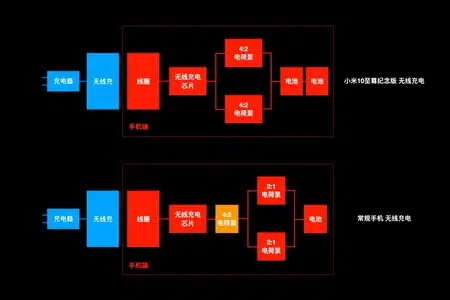 4:2
电荷泵
充电器
无线充
线圈
无线充电
芯片
电池
电池
小米10至尊纪念版 无线充电
4:2
电荷泵
手机端
2:1
电荷泵
充电器
无线充
线圈
无线充电
芯片
4:2
电荷泵
电池
常规手机 无线充电
2:1
电荷泵
手机端